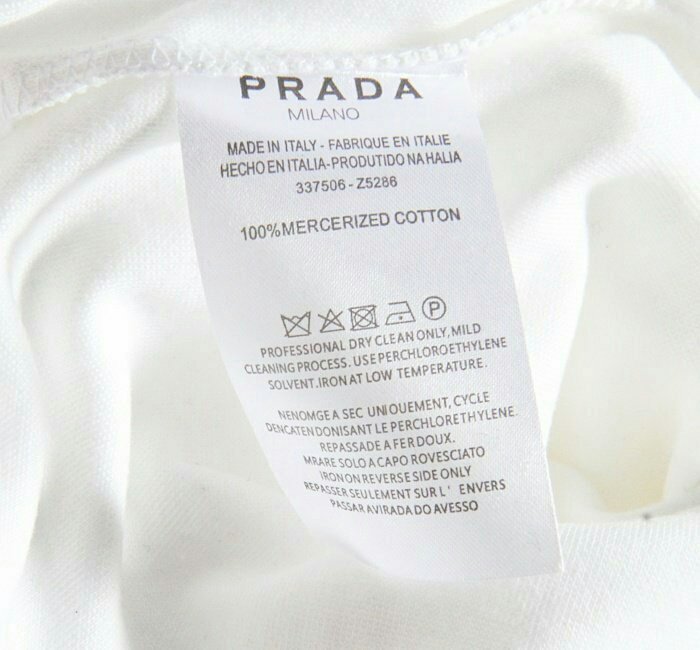 PRADA
MILANO
MADE IN ITALY - FABRIQUE EN ITALIE
HECHO EN ITALIA-PRODUTIDO NA HALIA
337506 - Z5286
100%MERCERIZED COTTON
P
PROFESSIONAL DRY CLEAN ONLY, MILD
CLEANING PROCESS. USE PERCHLOROETHYLENE
SOLVENT.IRON AT LOW TEMPERATURE.
NENOMGE A SEC UNIOUEMENT, CYCLE
DENCATEN DONISANT LE PERCHLORETHYLENE.
REPASSADE A FER DOUX.
MRARE SOLO A CAPO ROVESCIATO
IRON ON REVERSE SIDE ONLY
REPASSER SEULEMENT SUR L' ENVERS
PASSAR A VIRADA DO AVESSO